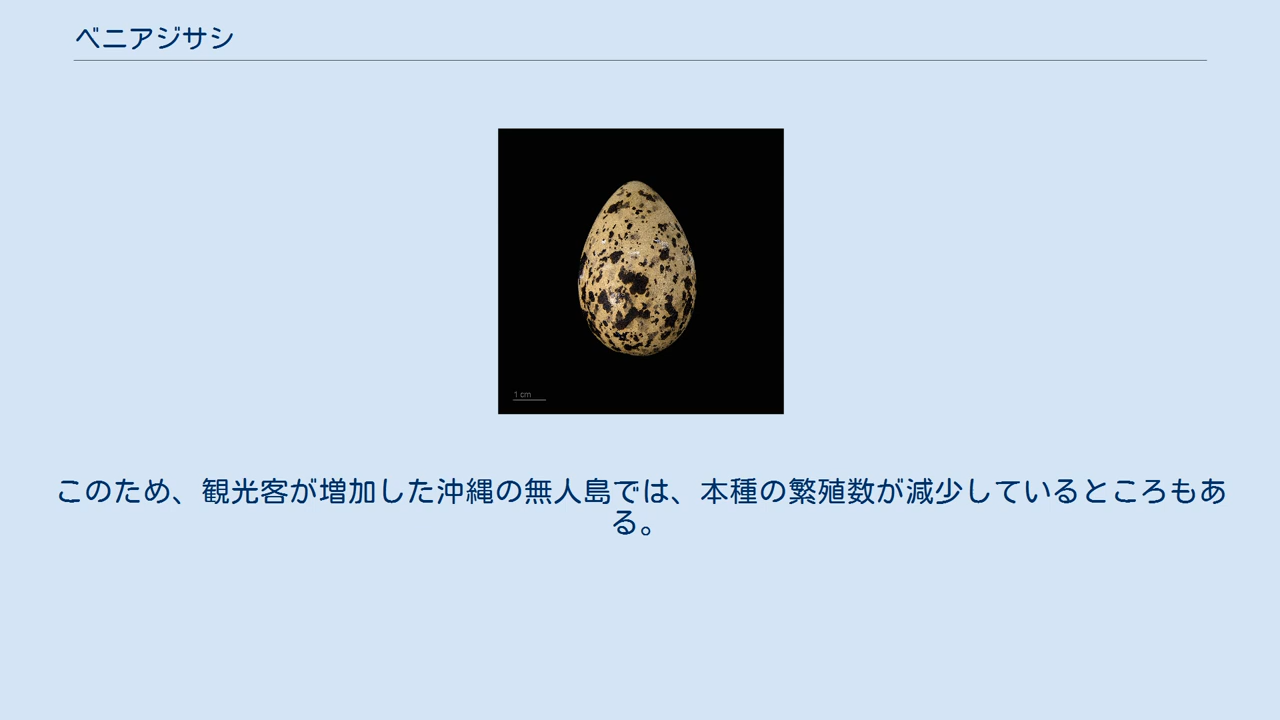 ベニアジサシ
1 cm
このため、観光客が増加した沖縄の無人島では、本種の繁殖数が減少しているところもあ
る。